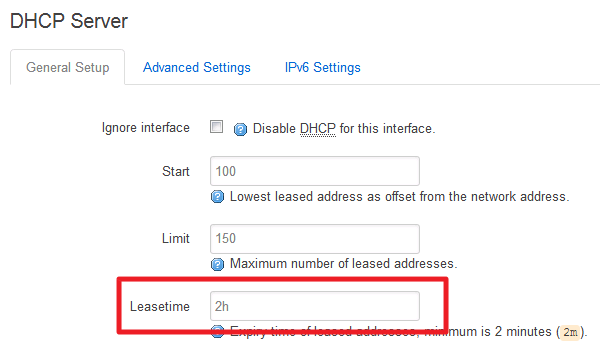 DHCP Server
General Setup Advanced Settings IPv6 Settings
Ignore interface Disable DHCP for this interface.
Start 100
Lowest leased address as offset from the network address.
Limit 150
Maximum number of leased addresses.
Leasetime 2h
Expiry time of leased addresses, minimum is 2 minutes (2m).